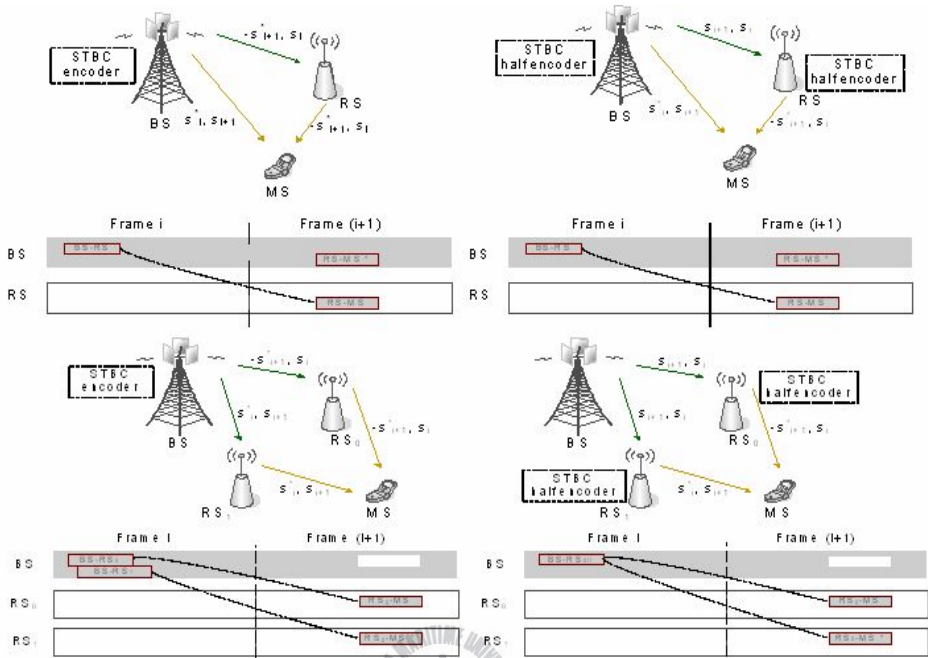 -s*i+1, si
STBC
encoder
RS
BS
s*i, si+1
-s*i+1, si
MS
si+1, si
STBC
halfencoder
STBC
halfencoder
RS
BS
s*i, si+1
-s*i+1, si
MS
Frame i
Frame (i+1)
BS
BS-RS
RS-MS*
RS
RS-MS
Frame i
Frame (i+1)
BS
BS-RS
RS-MS*
RS
RS-MS
-s*i+1, si
STBC
encoder
BS
s*i, si+1
RS0
-s*i+1, si
s*i, si+1
RS1
MS
si+1, si
STBC
halfencoder
BS
si+1, si
RS0
-s*i+1, si
STBC
halfencoder
s*i, si+1
RS1
MS
Frame i
Frame (i+1)
BS
RS0
RS
Frame i
Frame (i+1)
BS
RS0
RS